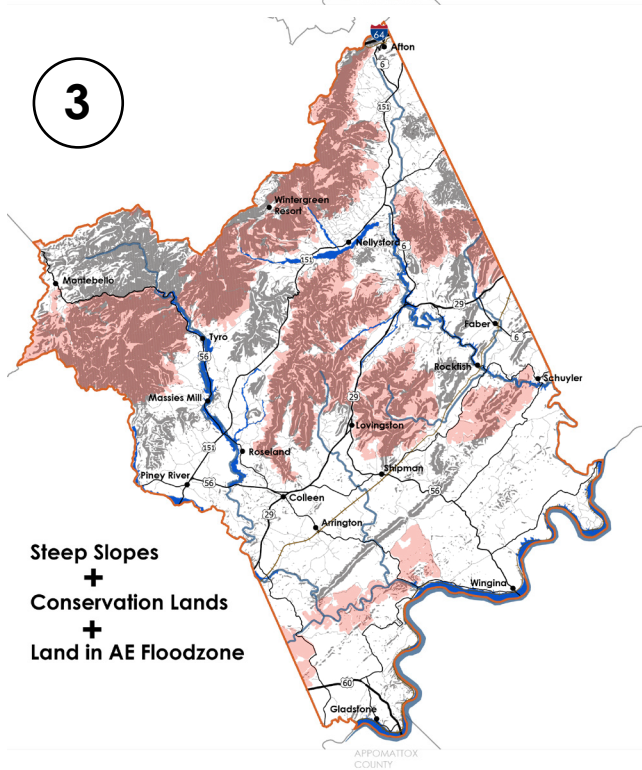 64
Afton
6
151
3
Wintergreen
Resort
Nellysford
6
151
Montebello
29
Faber
6
Tyro
56
Rockfish
Schuyler
Massies Mill
29
Lovingston
151
Roseland
Shipman
Piney River
56
56
Colleen
29
Arrington
Steep Slopes
+
Conservation Lands
+
Land in AE Floodzone
Wingina
60
Gladstone
APPOMATTOX
COUNTY